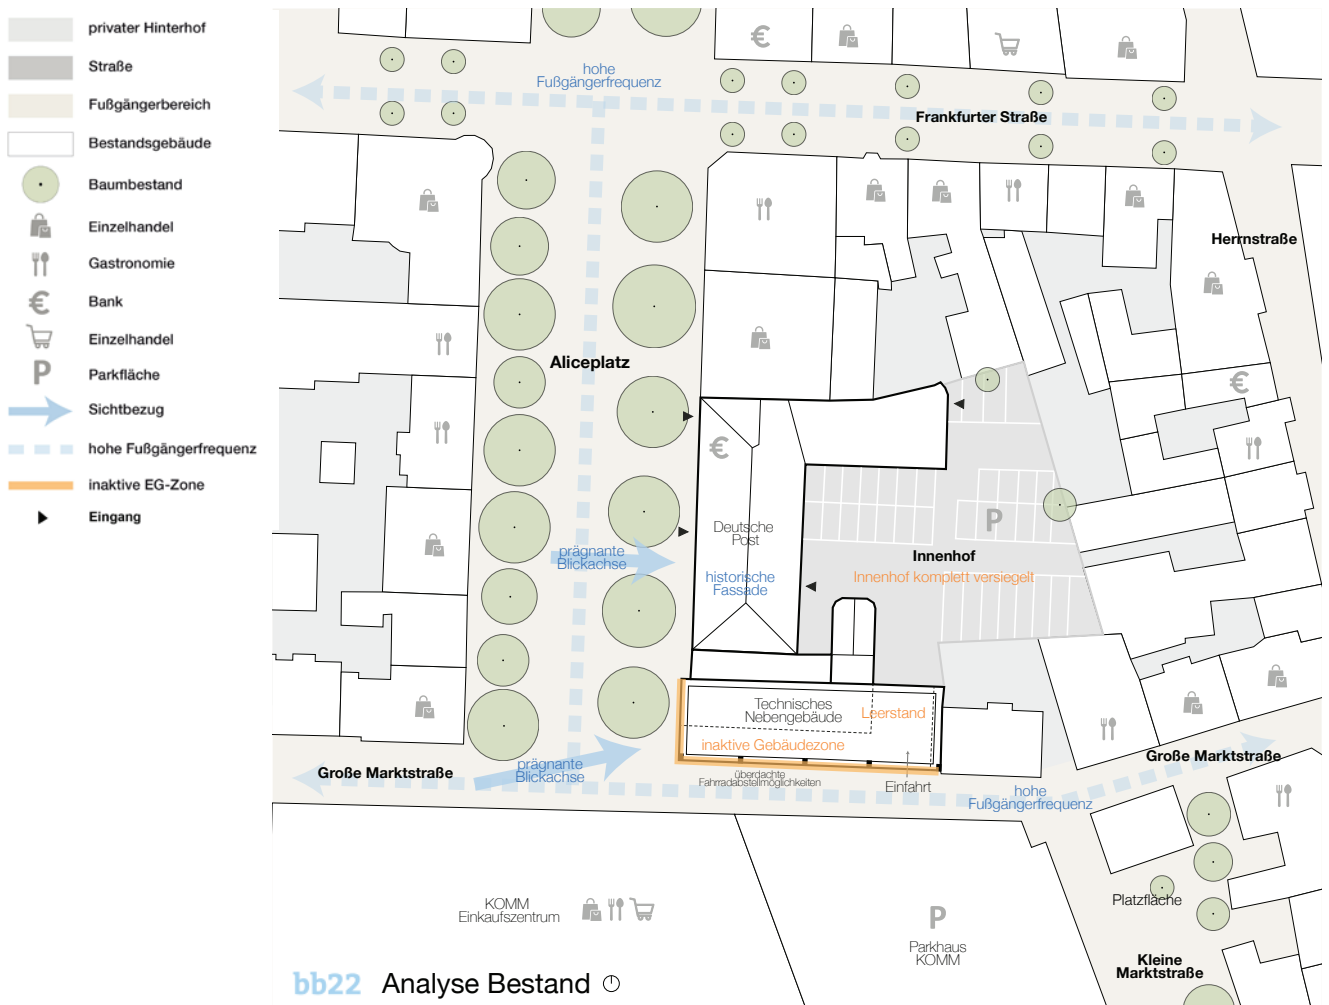 privater Hinterhof
Straße
Fußgängerbereich
Bestandsgebäude
Baumbestand
Einzelhandel
Gastronomie
€
Bank
Einzelhandel
P
Parkfläche
Sichtbezug
hohe Fußgängerfrequenz
inaktive EG-Zone
Eingang
€
hohe
Fußgängerfrequenz
Frankfurter Straße
Herrnstraße
Aliceplatz
€
€
Deutsche
Post
P
Innenhof
Innenhof komplett versiegelt
prägnante
Blickachse
historische
Fassade
Technisches
Nebengebäude
Leerstand
inaktive Gebäudezone
Große Marktstraße
prägnante
Blickachse
überdachte
Fahrradabstellmöglichkeiten
Einfahrt
Große Marktstraße
hohe
Fußgängerfrequenz
KOMM
Einkaufszentrum
P
Parkhaus
KOMM
Platzfläche
Kleine
Marktstraße
bb22 Analyse Bestand